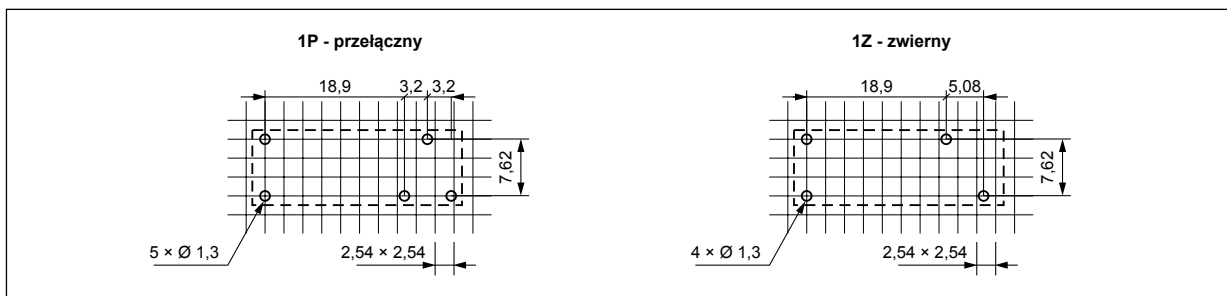 1P - przełączny
18,9
3,2
3,2
7,62
5 × Ø 1,3
2,54 × 2,54
1Z - zwierny
18,9
5,08
7,62
4 × Ø 1,3
2,54 × 2,54